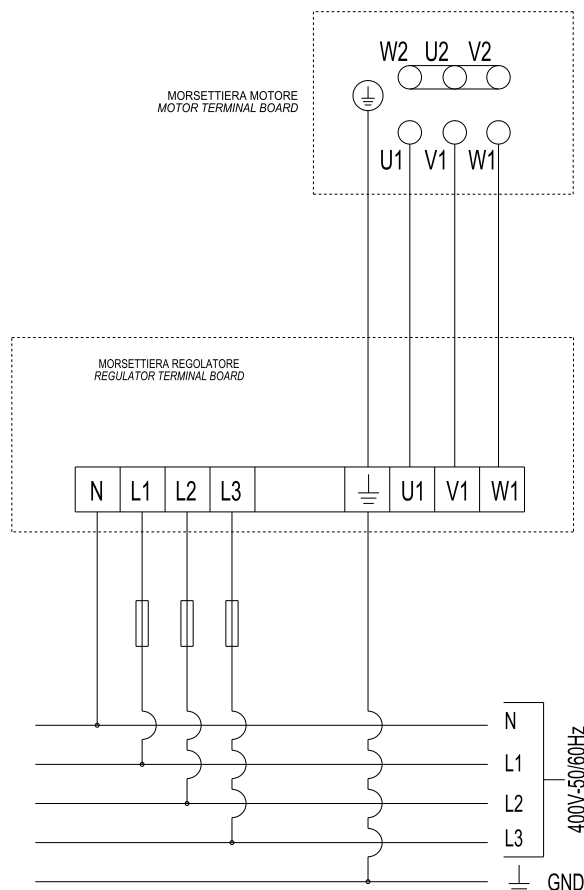 W2 U2 V2
MORSETTIERA MOTORE
MOTOR TERMINAL BOARD
U1 V1 W1
MORSETTIERA REGOLATORE
REGULATOR TERMINAL BOARD
N L1 L2 L3 U1 V1 W1
N
L1
L2
L3
400V-50/60Hz
GND